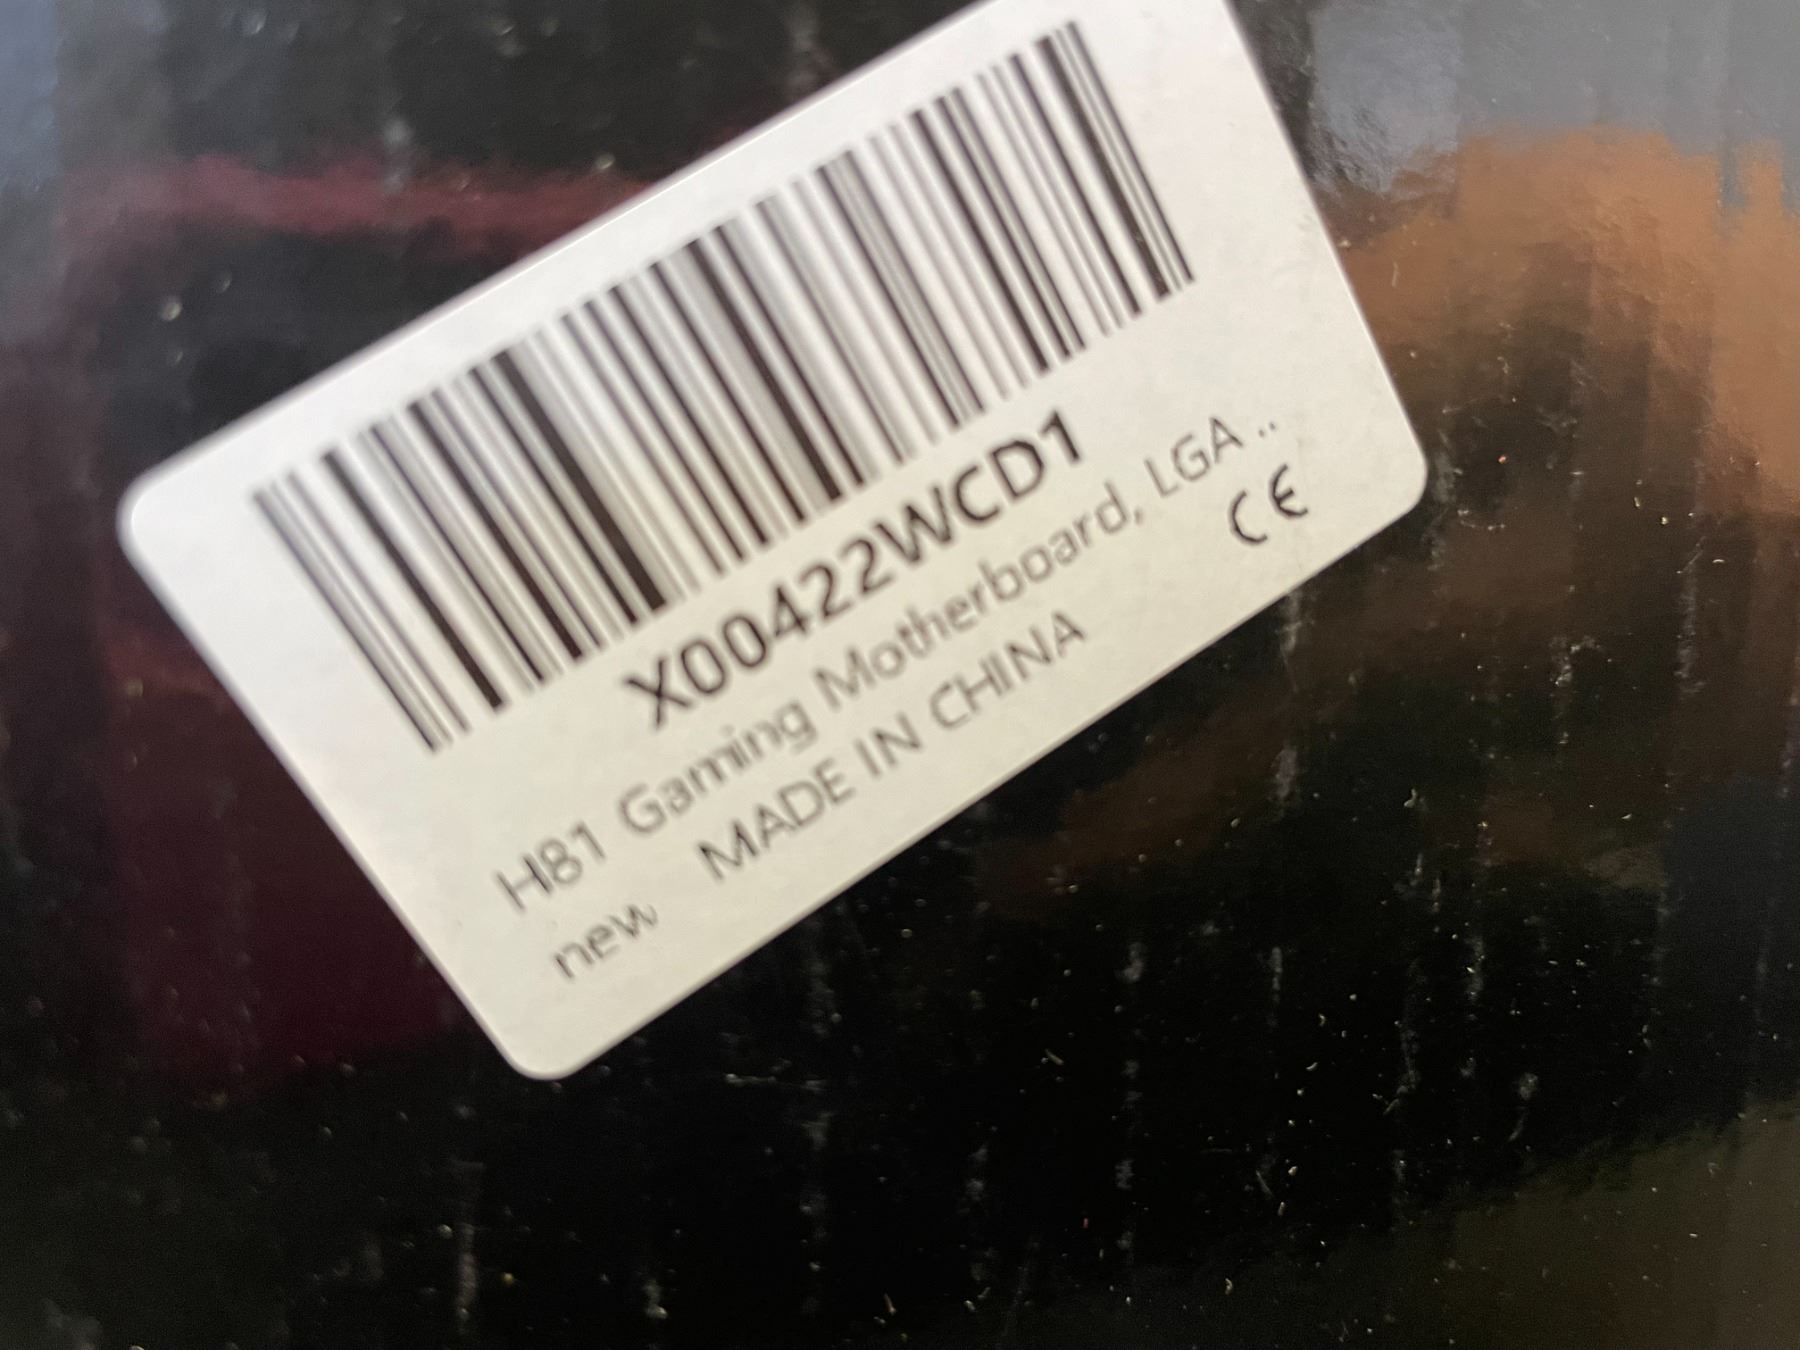 X00422WCD1
H81 Gaming Motherboard, LGA ..
CE
new MADE IN CHINA